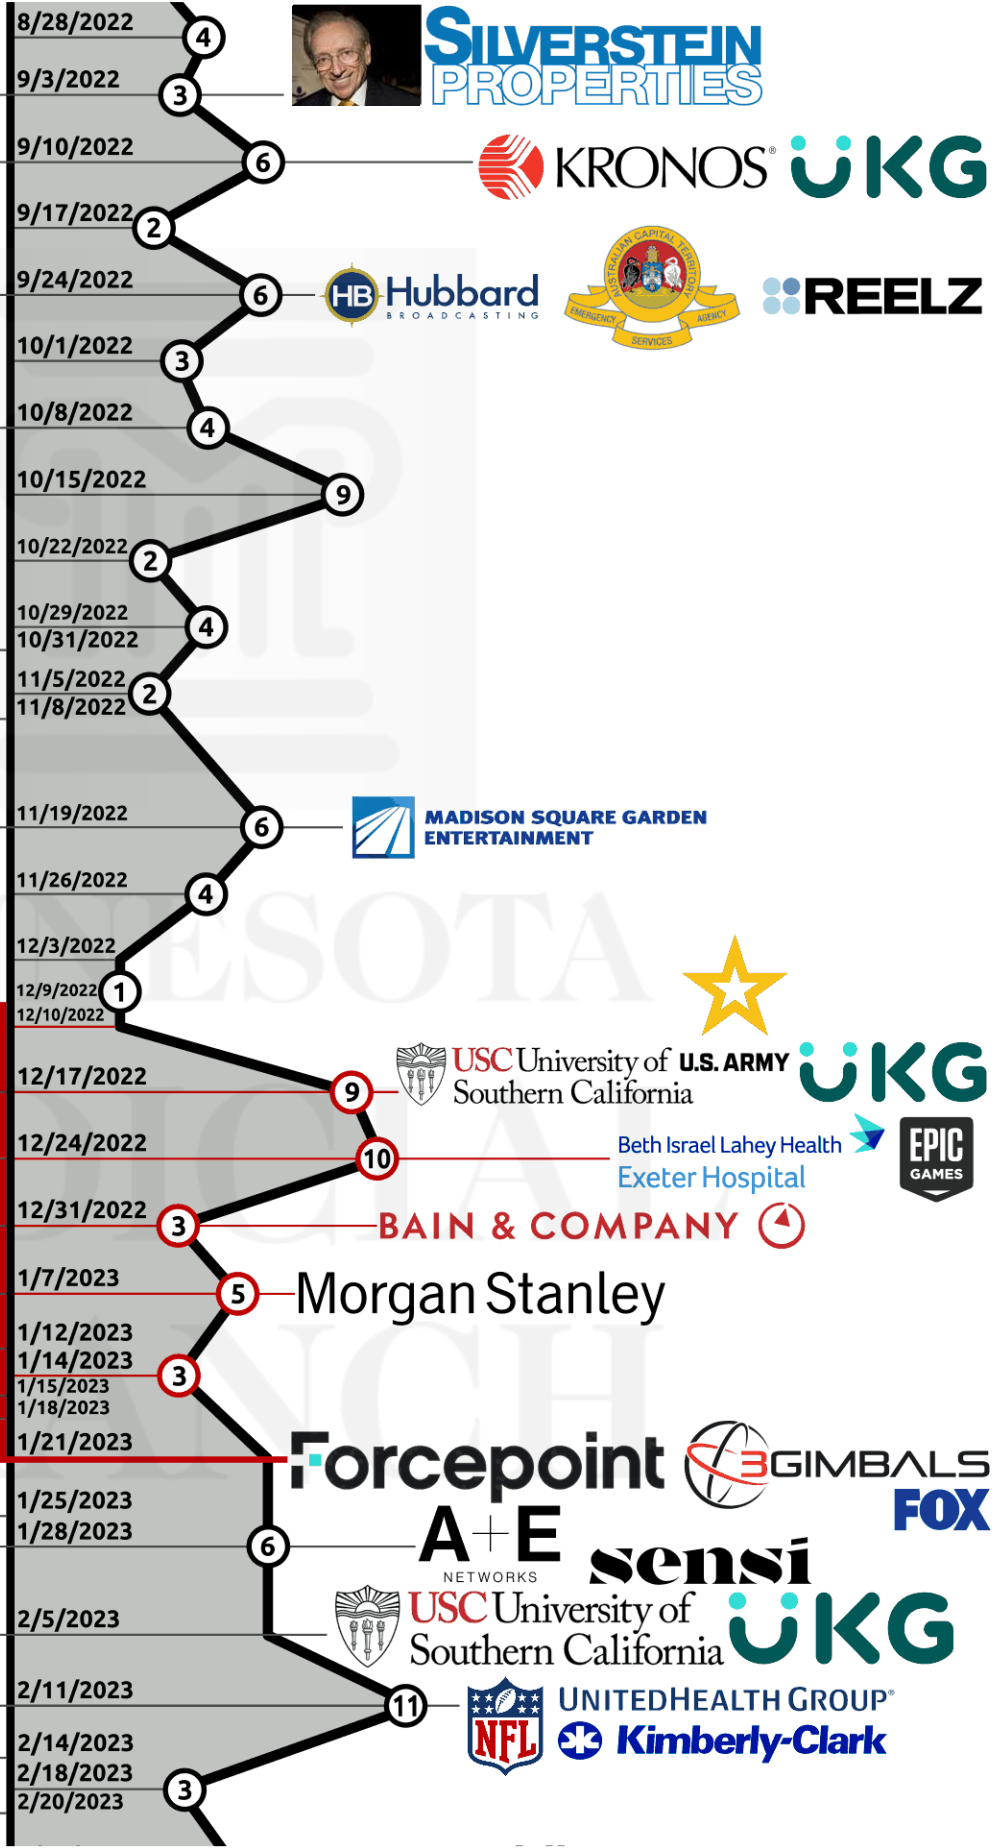 8/28/2022
4
SILVERSTEIN
PROPERTIES
9/3/2022
3
9/10/2022
6
KRONOS® UKG
9/17/2022
2
9/24/2022
6
HB Hubbard
BROADCASTING
AUSTRALIAN CAPITAL TERRITORY
EMERGENCY
SERVICES
AGENCY
REELZ
10/1/2022
3
10/8/2022
4
10/15/2022
9
10/22/2022
2
10/29/2022
4
10/31/2022
11/5/2022
2
11/8/2022
11/19/2022
6
MADISON SQUARE GARDEN
ENTERTAINMENT
11/26/2022
4
NESOTA
12/3/2022
12/9/2022
1
12/10/2022
12/17/2022
9
USC University of
Southern California
U.S. ARMY
UKG
DICIAL
12/24/2022
10
Beth Israel Lahey Health
Exeter Hospital
EPIC
GAMES
12/31/2022
3
BAIN & COMPANY
1/7/2023
5
Morgan Stanley
1/12/2023
1/14/2023
3
1/15/2023
1/18/2023
ANCH
1/21/2023
Forcepoint
3GIMBALS
FOX
1/25/2023
1/28/2023
6
A+E
NETWORKS
sensi
2/5/2023
USC University of
Southern California
UKG
2/11/2023
11
NFL
UNITEDHEALTH GROUP®
Kimberly-Clark
2/14/2023
2/18/2023
3
2/20/2023